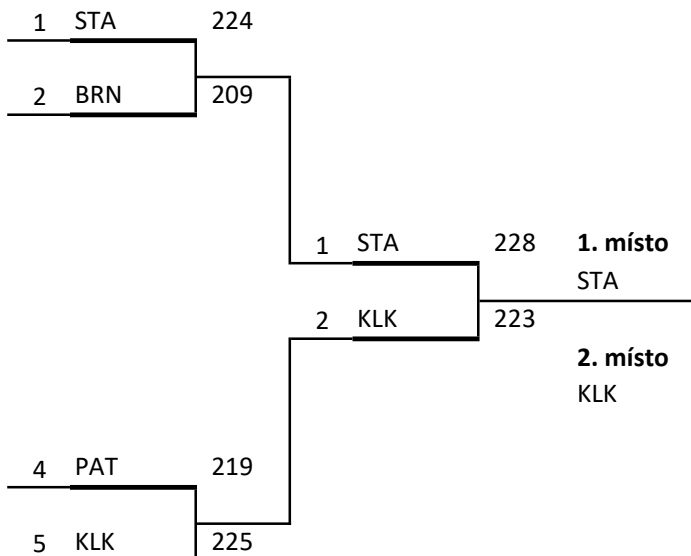 1 STA 224
2 BRN 209
1 STA 228 1. místo
STA
2 KLK 223
2. místo
KLK
4 PAT 219
5 KLK 225